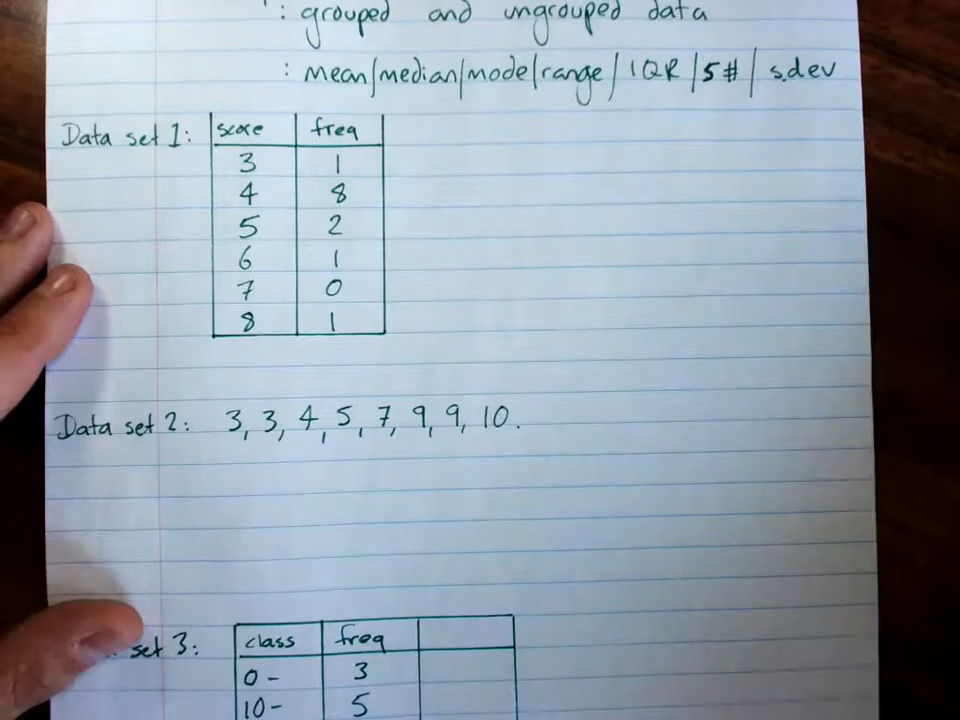 : grouped and ungrouped data
: mean/median/mode/range/IQR/5#/s.dev
Data set 1:
score freq
3 1
4 8
5 2
6 1
7 0
8 1
Data set 2: 3, 3, 4, 5, 7, 9, 9, 10.
set 3:
class freq
0- 3
10- 5